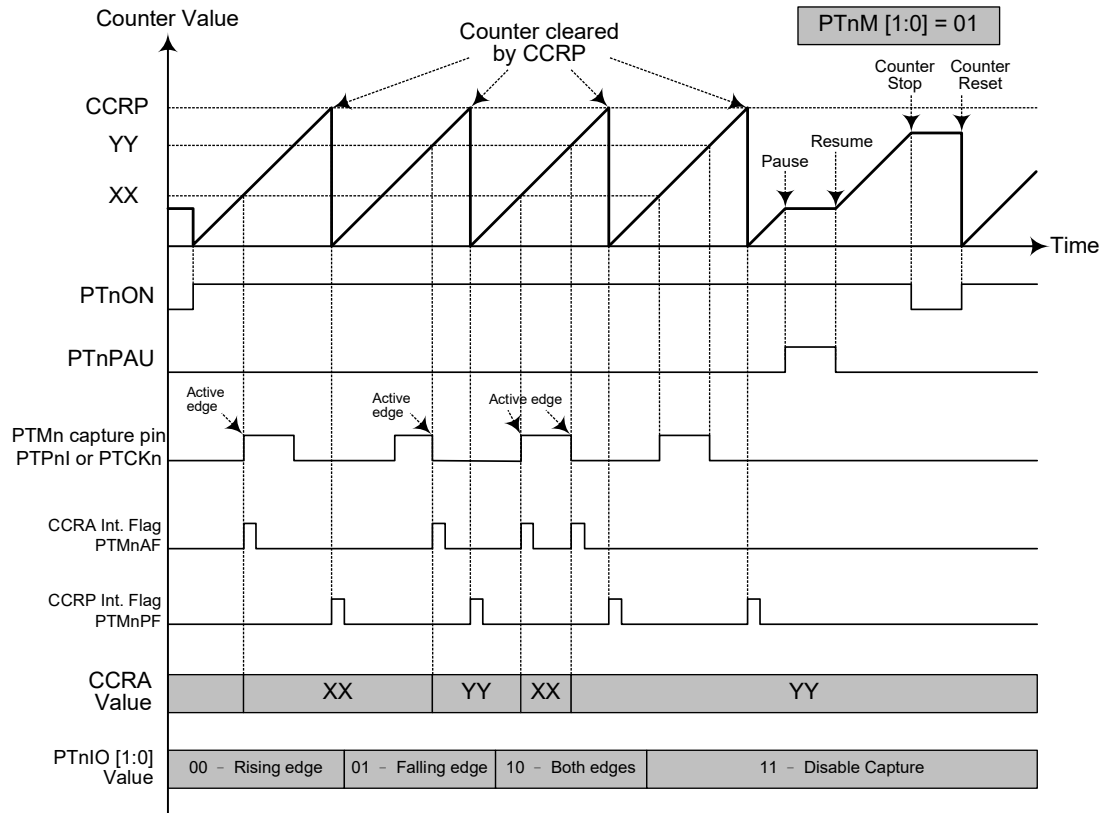 Counter Value
Counter cleared
by CCRP
PTnM [1:0] = 01
Counter
Stop
Counter
Reset
CCRP
YY
XX
Pause
Resume
Time
PTnON
PTnPAU
Active
edge
Active
edge
Active edge
PTMn capture pin
PTPnI or PTCKn
CCRA Int. Flag
PTMnAF
CCRP Int. Flag
PTMnPF
CCRA
Value
XX
YY
XX
YY
PTnIO [1:0]
Value
00 - Rising edge
01 - Falling edge
10 - Both edges
11 - Disable Capture